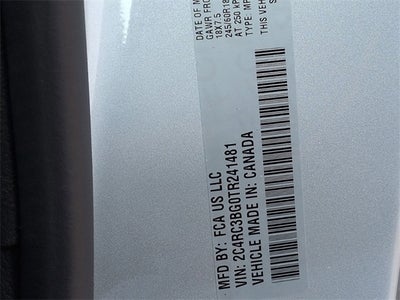 DATE OF M
GAWR FRO
18X7.5
245/60R18
AT 250 KP
TYPE: MP
THIS VEHI
MFD BY: FCA US LLC
VIN: 2C4RC3BG0TR241481
VEHICLE MADE IN: CANADA